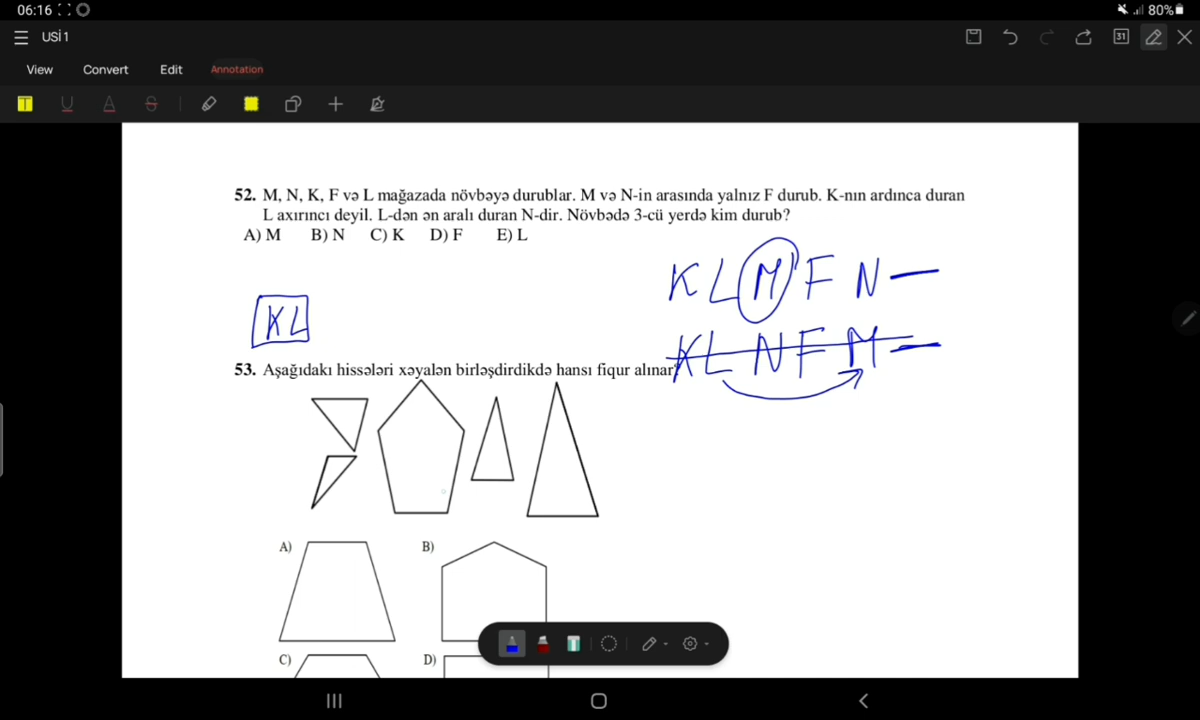 06:16 80%
USİ 1
31
View Convert Edit Annotation
T U A S
52. M, N, K, F və L mağazada növbəyə durublar. M və N-in arasında yalnız F durub. K-nın ardınca duran
L axırıncı deyil. L-dən ən aralı duran N-dir. Növbədə 3-cü yerdə kim durub?
A) M B) N C) K D) F E) L
K L M F N
KL
K L N F M
53. Aşağıdakı hissələri xəyalən birləşdirdikdə hansı fiqur alınar
A) B)
C) D)